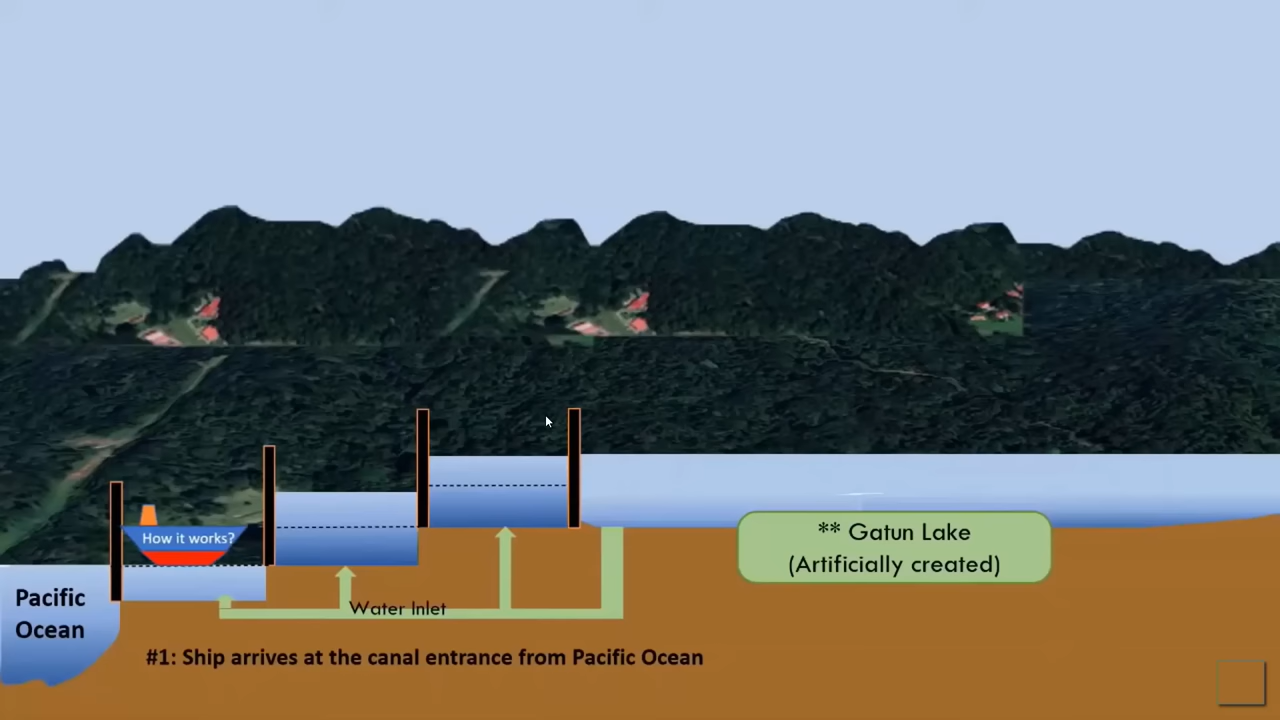 How it works?
** Gatun Lake
(Artificially created)
Pacific
Ocean
Water Inlet
#1: Ship arrives at the canal entrance from Pacific Ocean